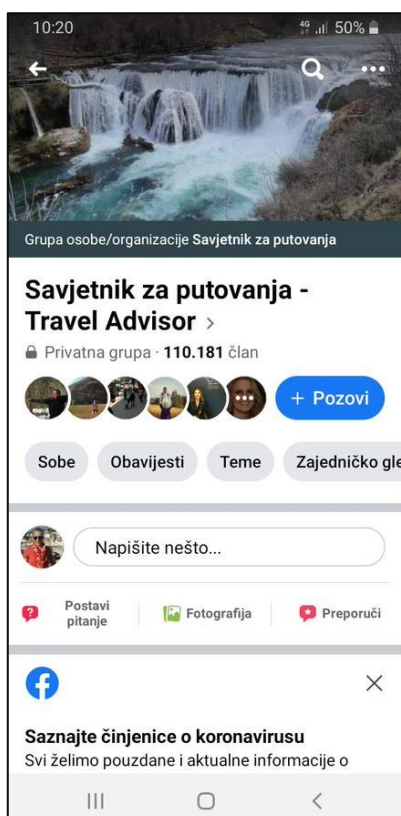 10:20
4G 50%
Grupa osobe/organizacije Savjetnik za putovanja
Savjetnik za putovanja -
Travel Advisor >
Privatna grupa · 110.181 član
+ Pozovi
Sobe Obavijesti Teme Zajedničko gle
Napišite nešto...
Postavi
pitanje
Fotografija
Preporuči
Saznajte činjenice o koronavirusu
Svi želimo pouzdane i aktualne informacije o